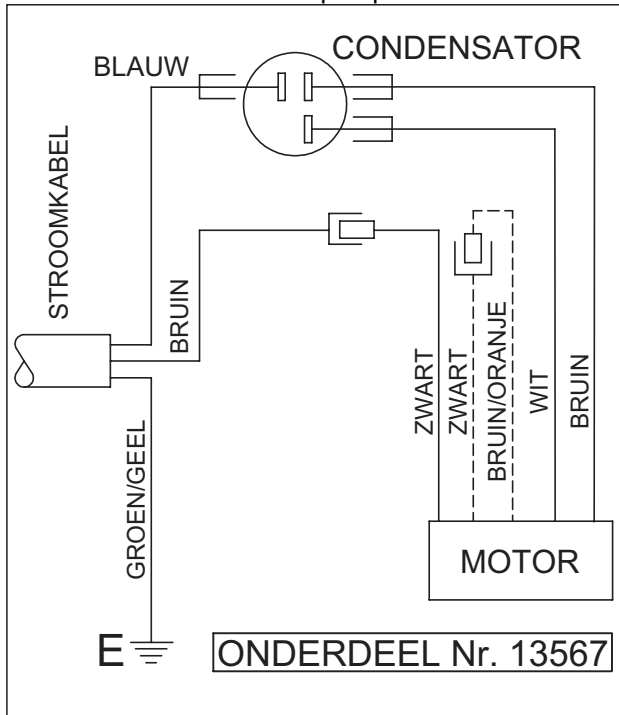 CONDENSATOR
BLAUW
STROOMKABEL
BRUIN
GROEN/GEEL
ZWART
ZWART
BRUIN/ORANJE
WIT
BRUIN
MOTOR
E
ONDERDEEL Nr. 13567